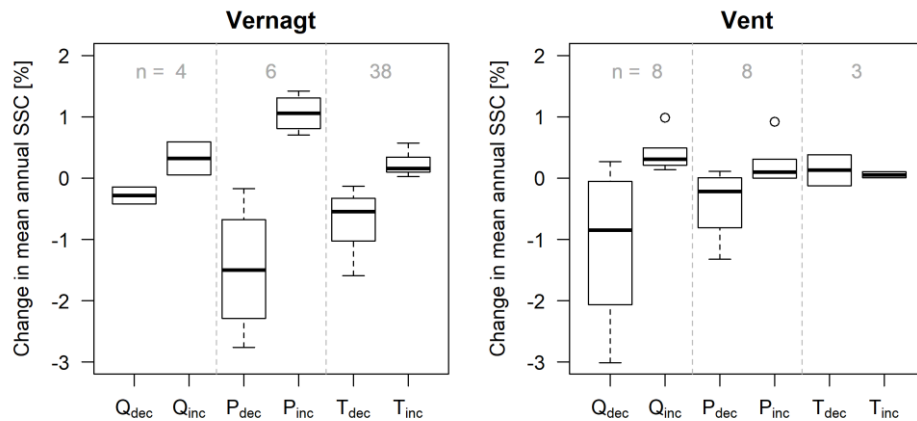 Vernagt
Change in mean annual SSC [%]
2
1
0
-1
-2
-3
n = 4
6
38
Qdec
Qinc
Pdec
Pinc
Tdec
Tinc
Vent
Change in mean annual SSC [%]
2
1
0
-1
-2
-3
n = 8
8
3
Qdec
Qinc
Pdec
Pinc
Tdec
Tinc